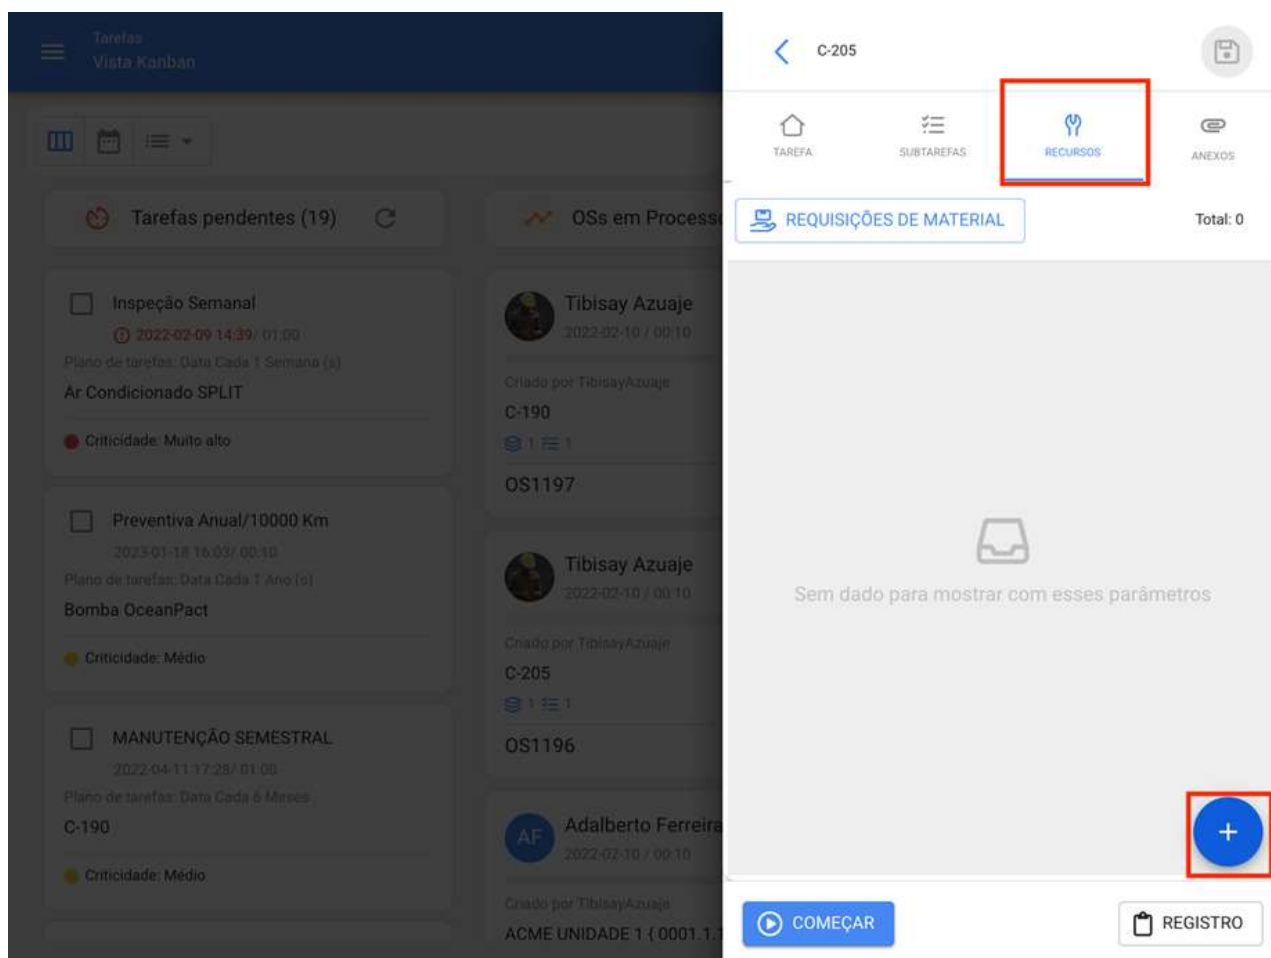 Tarefas
Vista Kanban
Tarefas pendentes (19)
OSs em Processo
Inspeção Semanal
2022-02-09 14:39/ 01:00
Plano de tarefas: Data Cada 1 Semana (s)
Ar Condicionado SPLIT
Criticidade: Muito alto
Preventiva Anual/10000 Km
2023-01-18 16:03/ 00:10
Plano de tarefas: Data Cada 1 Ano (s)
Bomba OceanPact
Criticidade: Médio
MANUTENÇÃO SEMESTRAL
2022-04-11 17:28/ 01:00
Plano de tarefas: Data Cada 6 Meses
C-190
Criticidade: Médio
Tibisay Azuaje
2022-02-10 / 00:10
Criado por TibisayAzuaje
C-190
1 1
OS1197
Tibisay Azuaje
2022-02-10 / 00:10
Criado por TibisayAzuaje
C-205
1 1
OS1196
AF
Adalberto Ferreira
2022-02-10 / 00:10
Criado por TibisayAzuaje
ACME UNIDADE 1 { 0001.1.1
C-205
TAREFA
SUBTAREFAS
RECURSOS
ANEXOS
REQUISIÇÕES DE MATERIAL
Total: 0
Sem dado para mostrar com esses parâmetros
+
COMEÇAR
REGISTRO